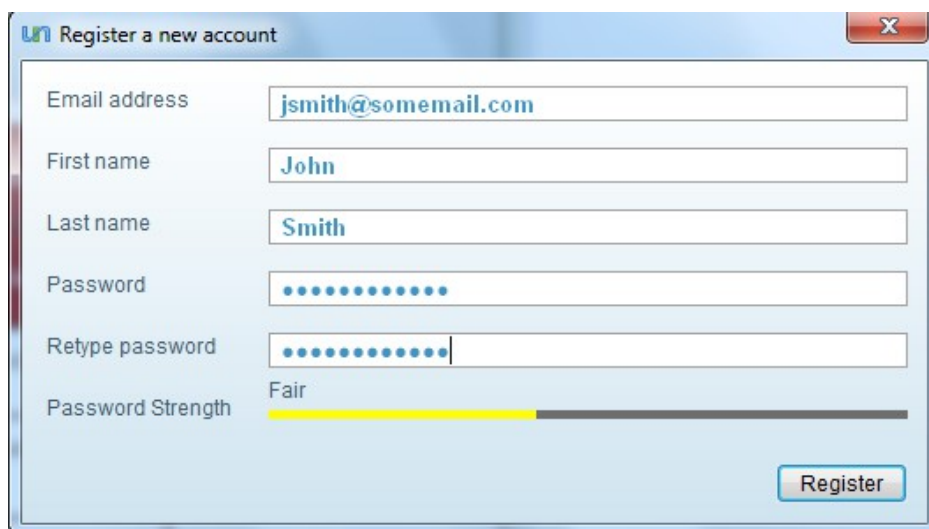 un Register a new account
Email address jsmith@somemail.com
First name John
Last name Smith
Password ●●●●●●●●●●●●
Retype password ●●●●●●●●●●●●
Fair
Password Strength
Register